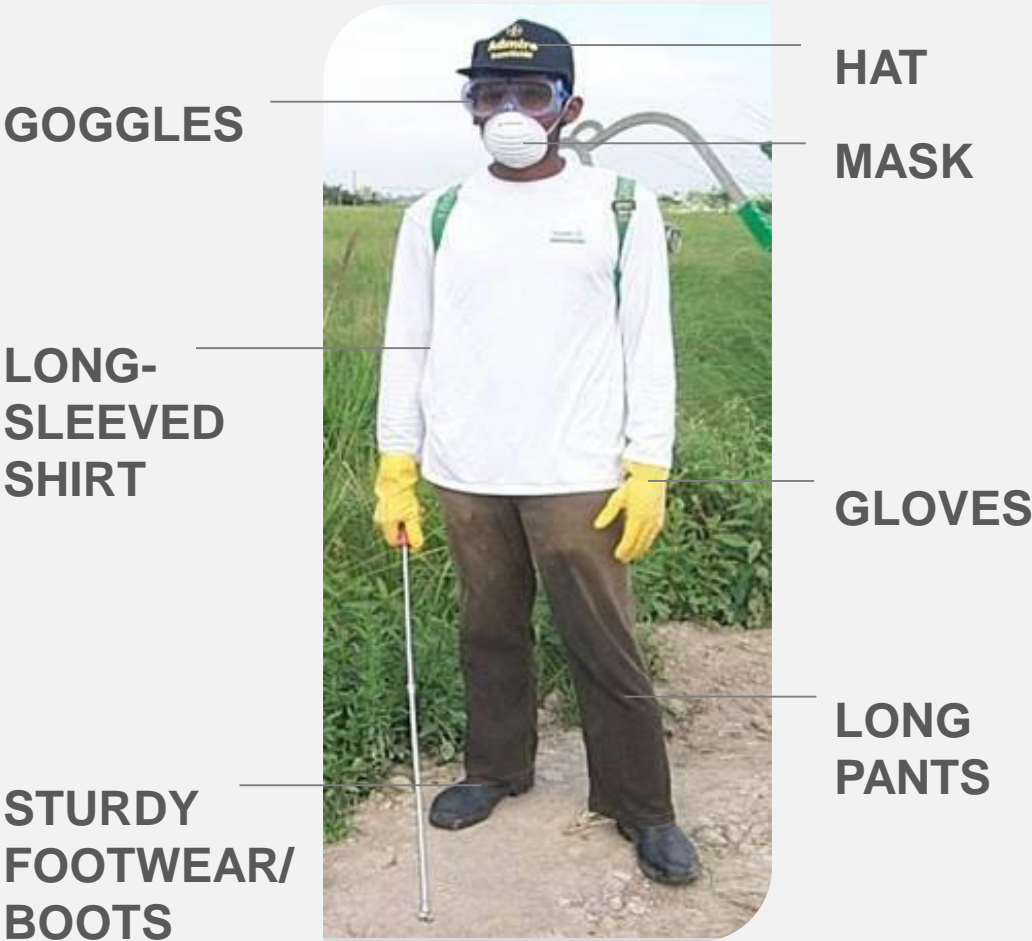 HAT
GOGGLES
MASK
Admire
LONG-
SLEEVED
SHIRT
GLOVES
LONG
PANTS
STURDY
FOOTWEAR/
BOOTS